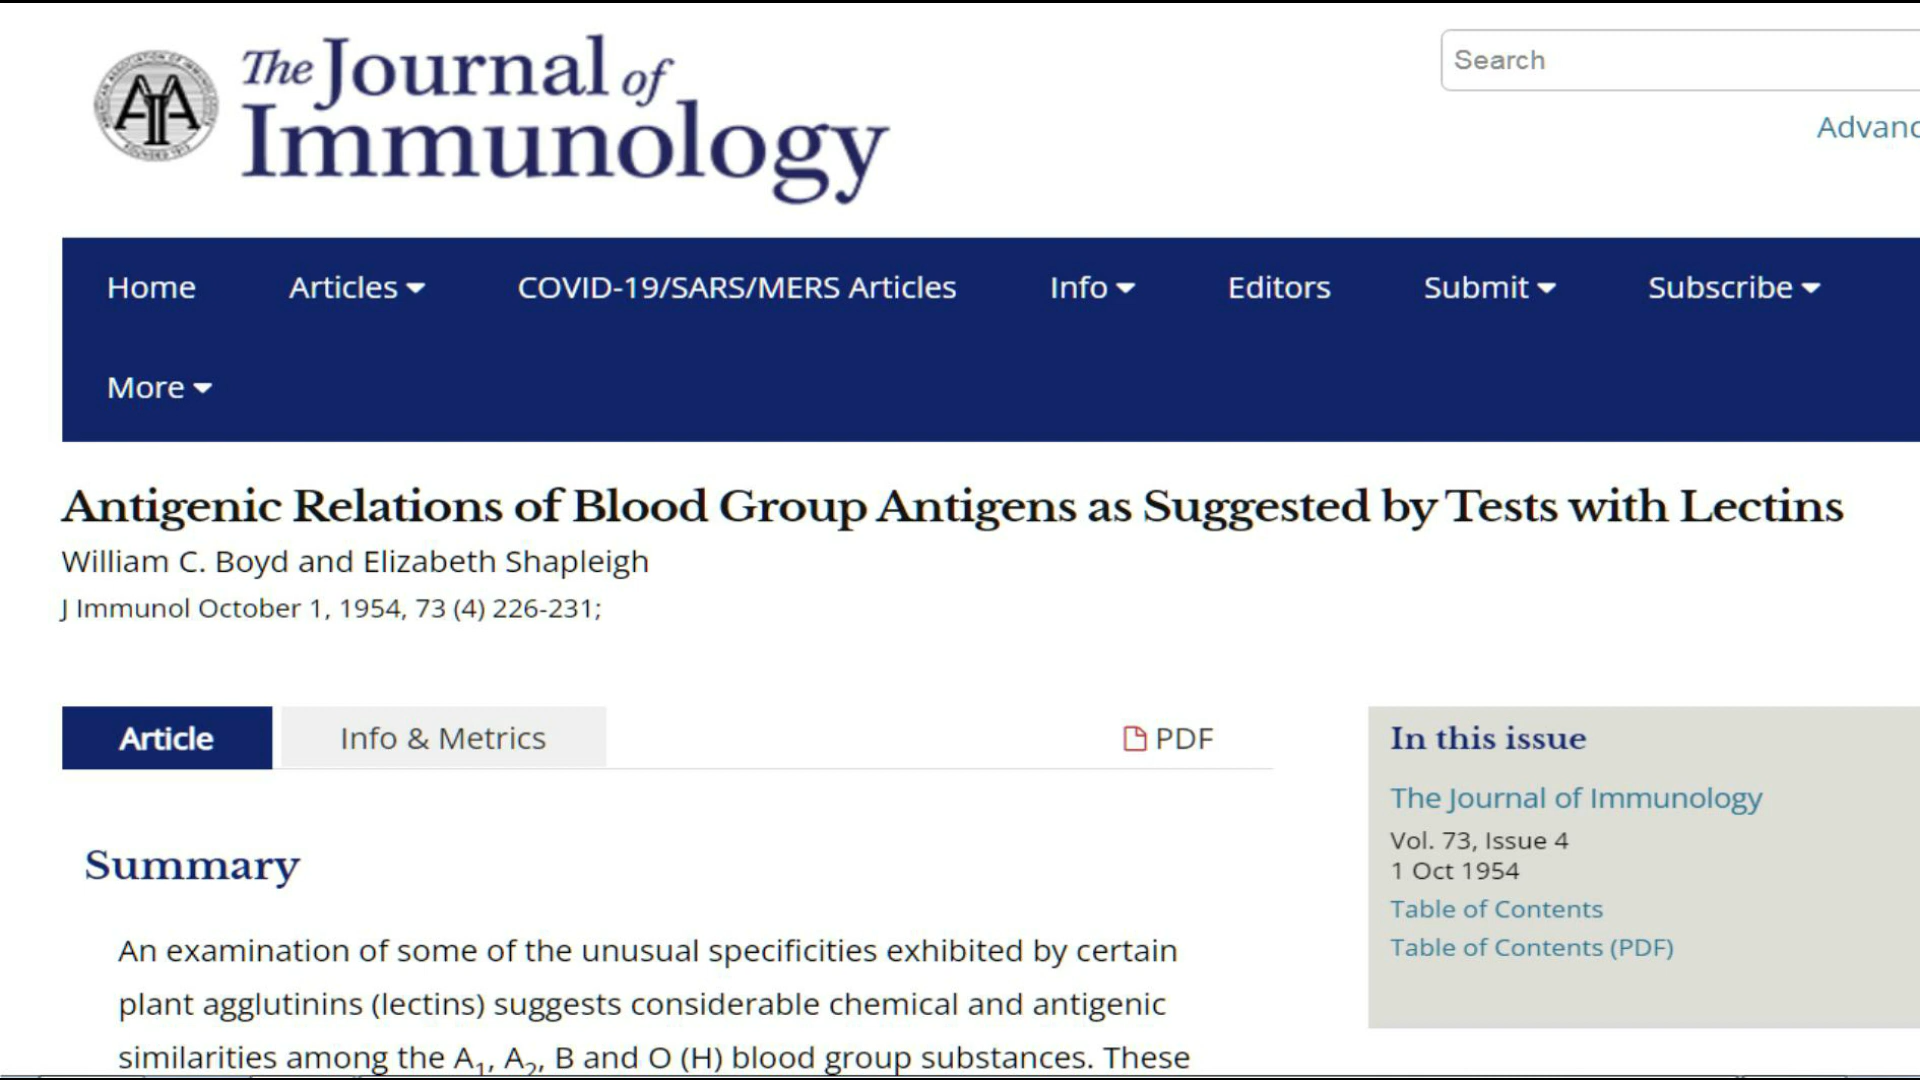 The Journal of
Immunology
Search
Advanc
Home Articles COVID-19/SARS/MERS Articles Info Editors Submit Subscribe
More
Antigenic Relations of Blood Group Antigens as Suggested by Tests with Lectins
William C. Boyd and Elizabeth Shapleigh
J Immunol October 1, 1954, 73 (4) 226-231;
Article Info & Metrics PDF
In this issue
The Journal of Immunology
Vol. 73, Issue 4
1 Oct 1954
Table of Contents
Table of Contents (PDF)
Summary
An examination of some of the unusual specificities exhibited by certain
plant agglutinins (lectins) suggests considerable chemical and antigenic
similarities among the A₁, A₂, B and O (H) blood group substances. These